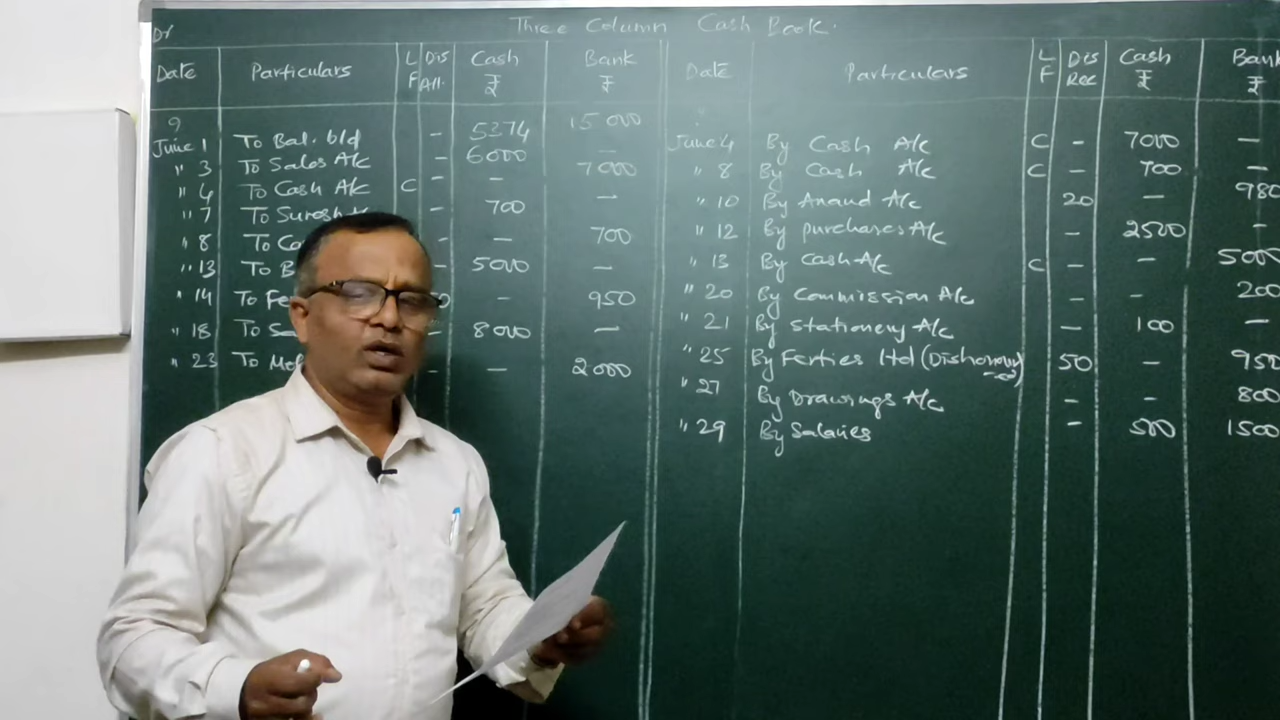 Three Column Cash Book.
Dr
Date Particulars L F Dis All. Cash ₹ Bank ₹ Date Particulars L F Dis Rec Cash ₹ Bank ₹
June 1 To Bal. b/d - 5274 15000
" 3 To Sales A/c - 6000 —
" 4 To Cash A/c C - - 7000
" 7 To Suresh - 700 —
" 8 To - — 700
" 13 To - 5000 —
" 14 To - 950
" 18 To 8000 —
" 23 To - — 2000
June 4 By Cash A/c C - 7000 —
" 8 By Cash A/c C - 700 —
" 10 By Anand A/c 20 — 980
" 12 By purchases A/c - 2500 -
" 13 By Cash A/c C - — 5000
" 20 By Commission A/c - - 200
" 21 By Stationery A/c — 100 —
" 25 By Ferties ltd (Dishonoured) 50 — 950
" 27 By Drawings A/c - - 800
" 29 By Salaries - 500 1500